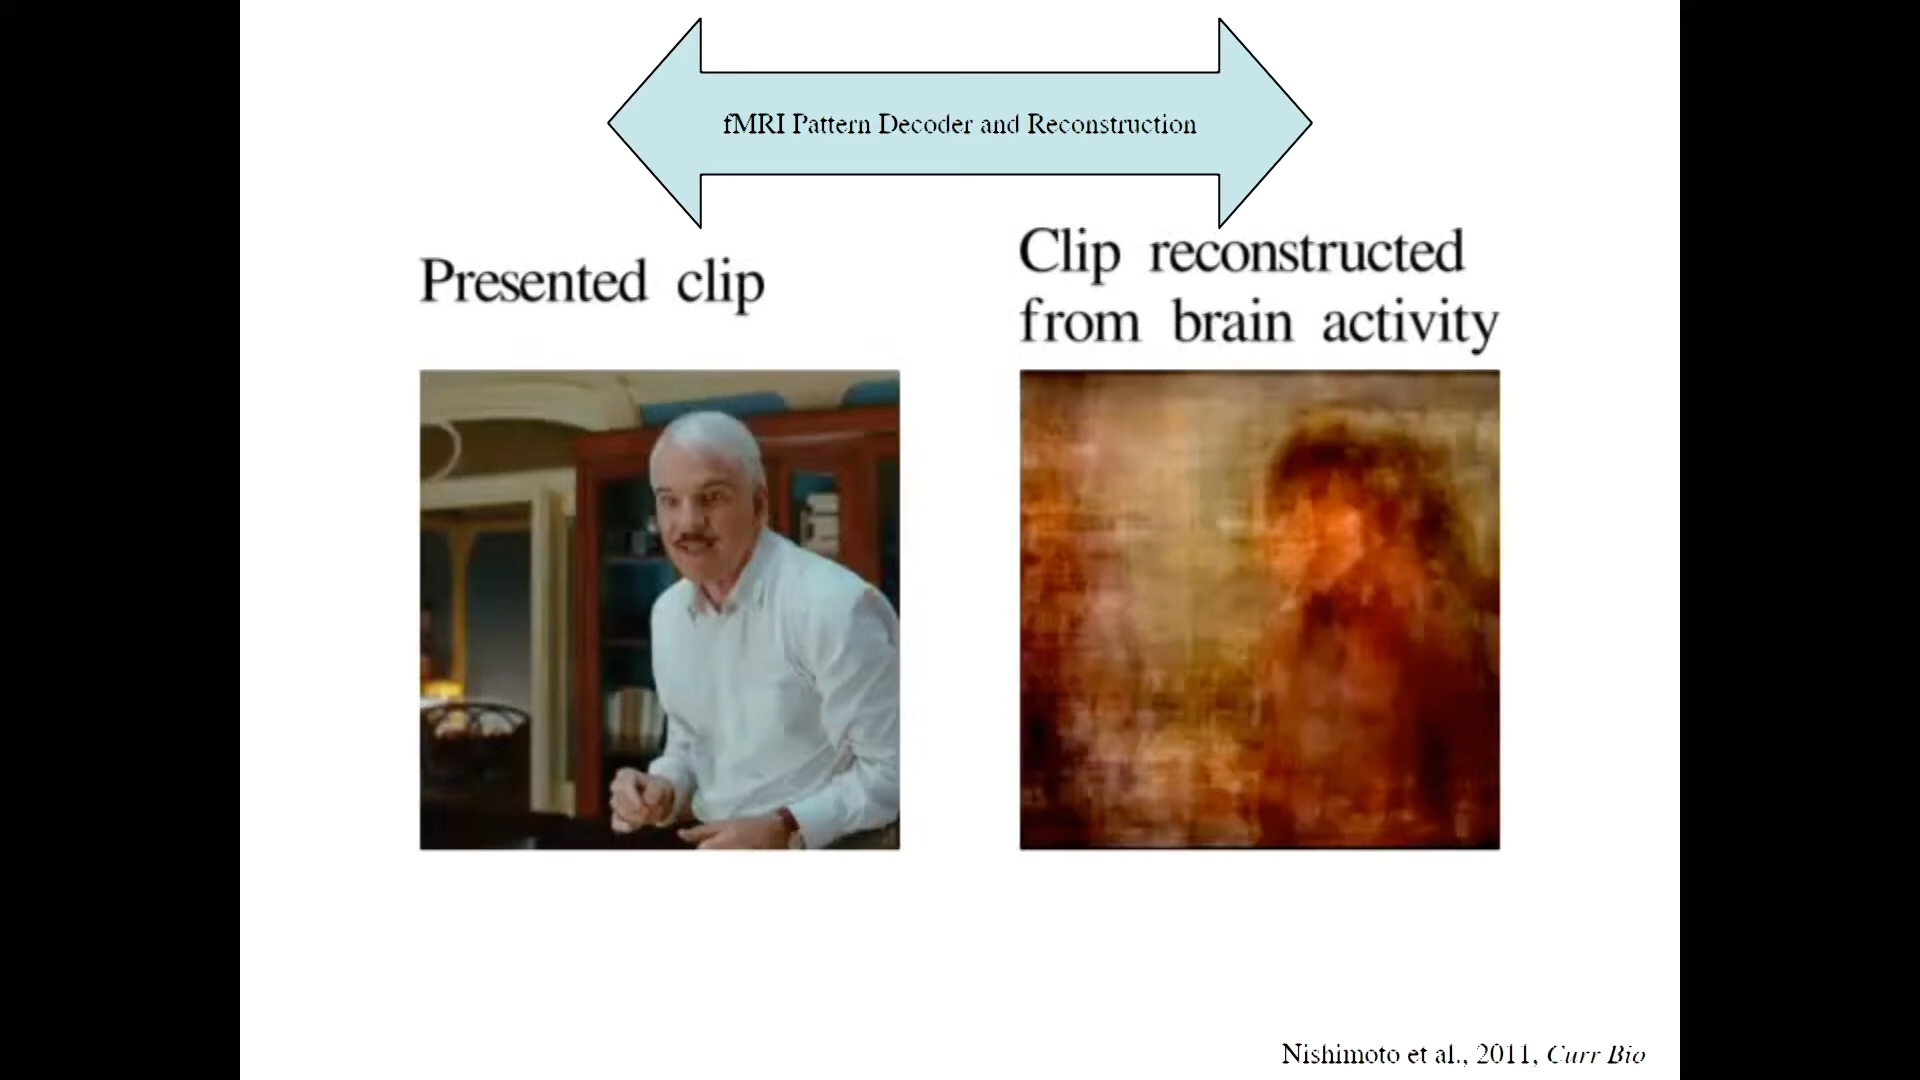 fMRI Pattern Decoder and Reconstruction
Presented clip
Clip reconstructed
from brain activity
Nishimoto et al., 2011, Curr Bio